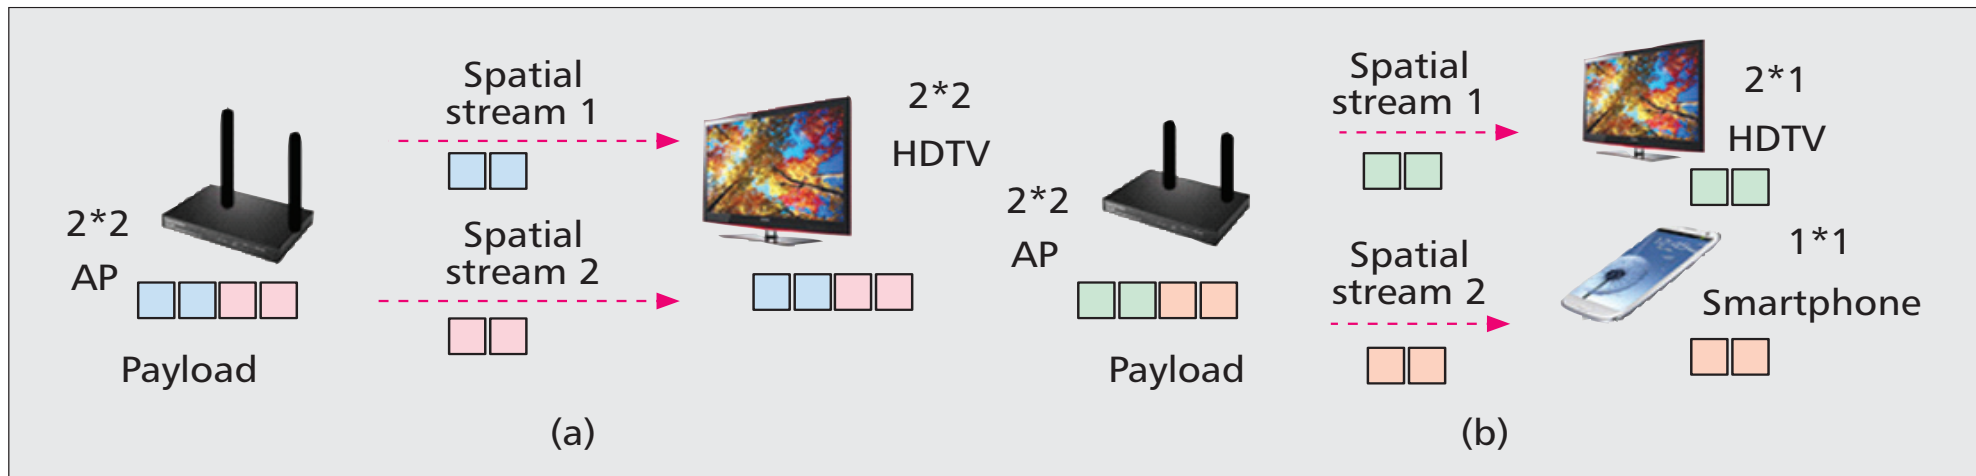 Spatial
stream 1
2*2
HDTV
2*2
AP
Spatial
stream 2
Payload
(a)
Spatial
stream 1
2*1
HDTV
2*2
AP
Spatial
stream 2
1*1
Smartphone
Payload
(b)